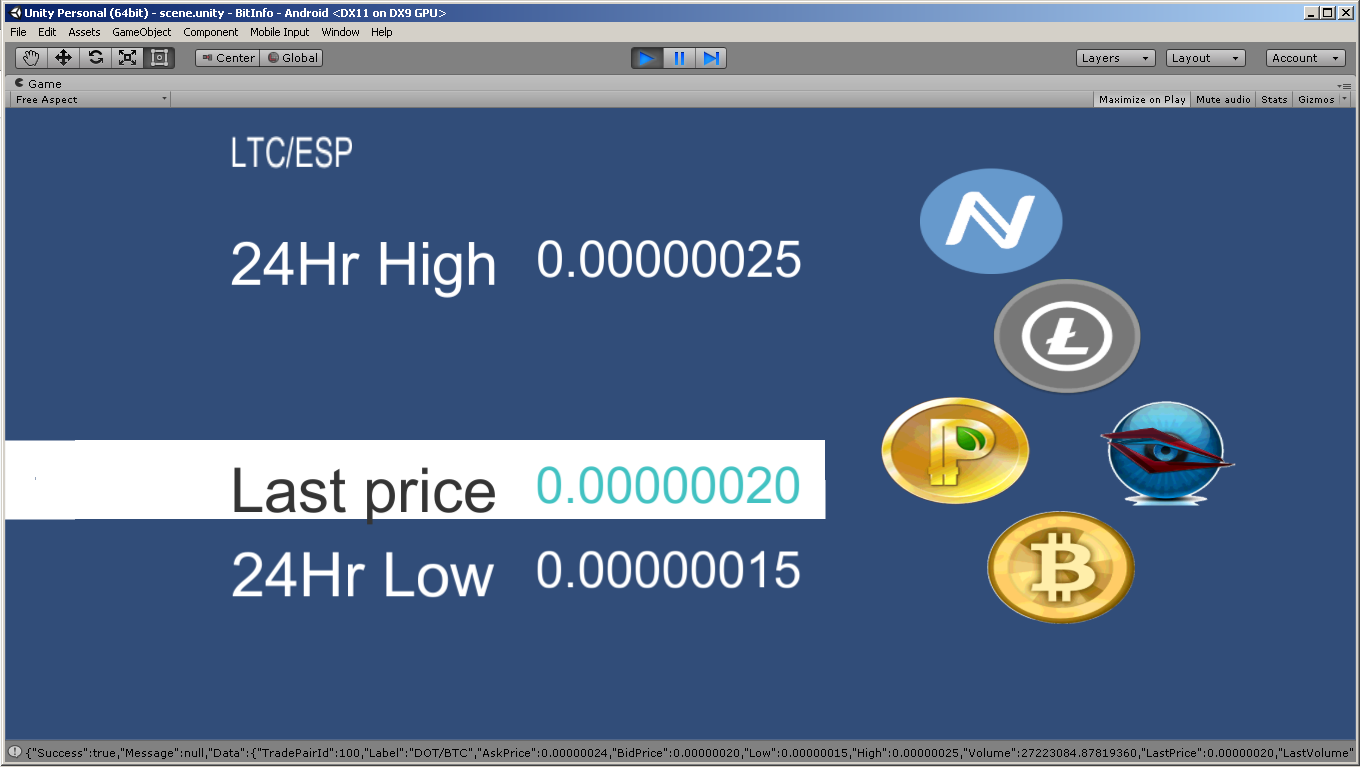 Unity Personal (64bit) - scene.unity - BitInfo - Android <DX11 on DX9 GPU>
File Edit Assets GameObject Component Mobile Input Window Help
Center Global Layers Layout Account
Game
Free Aspect Maximize on Play Mute audio Stats Gizmos
LTC/ESP
24Hr High 0.00000025
Last price 0.00000020
24Hr Low 0.00000015
{"Success":true,"Message":null,"Data":{"TradePairId":100,"Label":"DOT/BTC","AskPrice":0.00000024,"BidPrice":0.00000020,"Low":0.00000015,"High":0.00000025,"Volume":27223084.87819360,"LastPrice":0.00000020,"LastVolume"